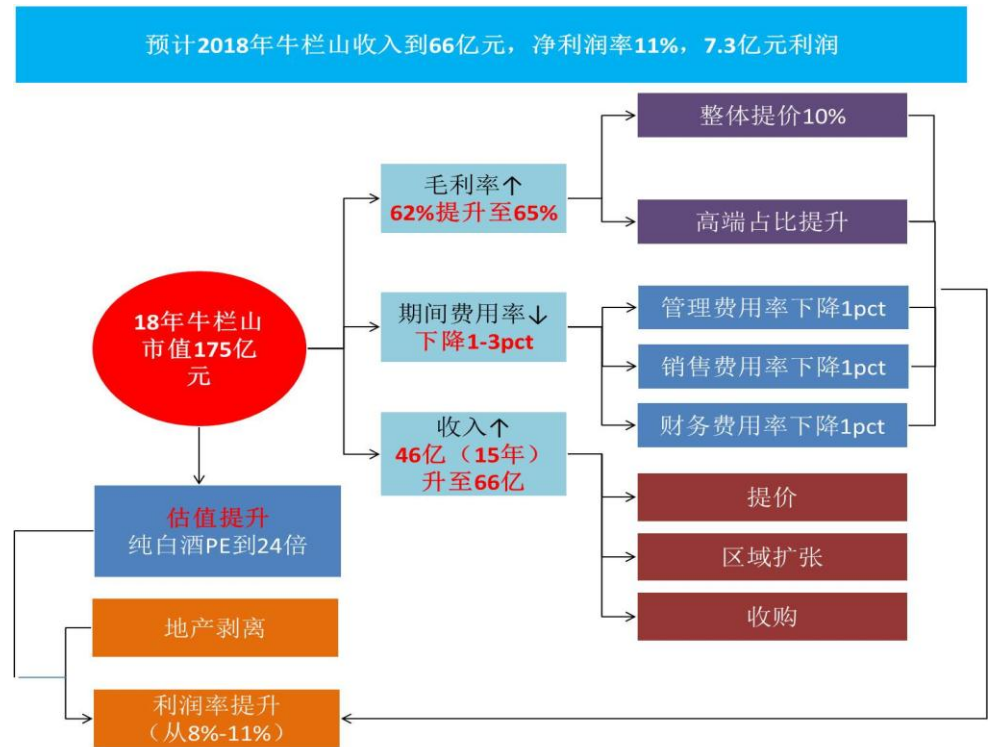 预计2018年牛栏山收入到66亿元，净利润率11%，7.3亿元利润
整体提价10%
毛利率↑
62%提升至65%
高端占比提升
18年牛栏山
市值175亿
元
期间费用率↓
下降1-3pct
管理费用率下降1pct
销售费用率下降1pct
财务费用率下降1pct
收入↑
46亿（15年）
升至66亿
提价
区域扩张
收购
估值提升
纯白酒PE到24倍
地产剥离
利润率提升
（从8%-11%）